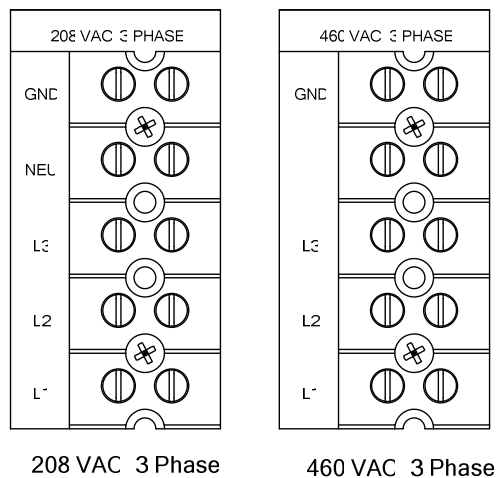 208 VAC 3 PHASE
GND
NEU
L3
L2
L1
208 VAC 3 Phase
460 VAC 3 PHASE
GND
L3
L2
L1
460 VAC 3 Phase